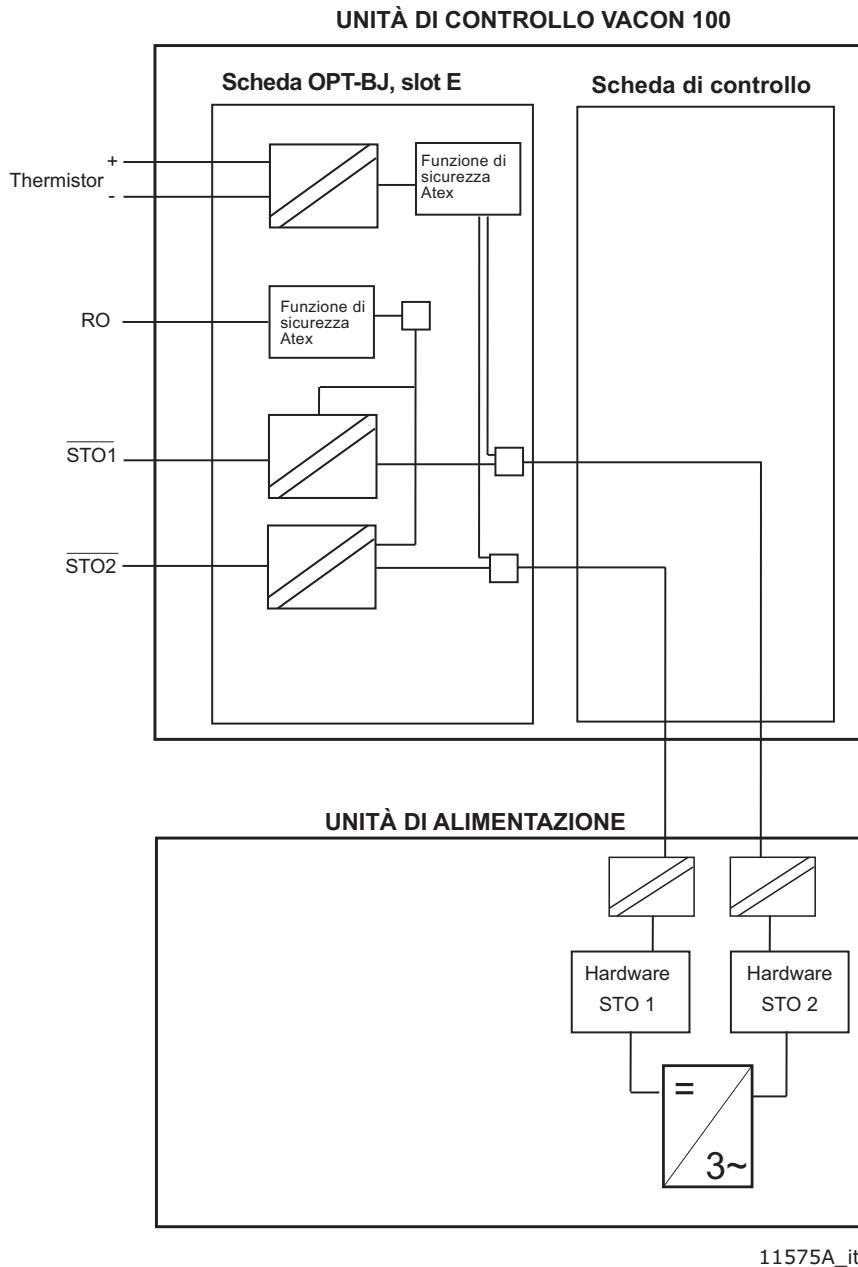 UNITÀ DI CONTROLLO VACON 100
Scheda OPT-BJ, slot E
Scheda di controllo
+
Thermistor
-
Funzione di
sicurezza
Atex
RO
Funzione di
sicurezza
Atex
STO1
STO2
UNITÀ DI ALIMENTAZIONE
Hardware
STO 1
Hardware
STO 2
=
3~
11575A_it